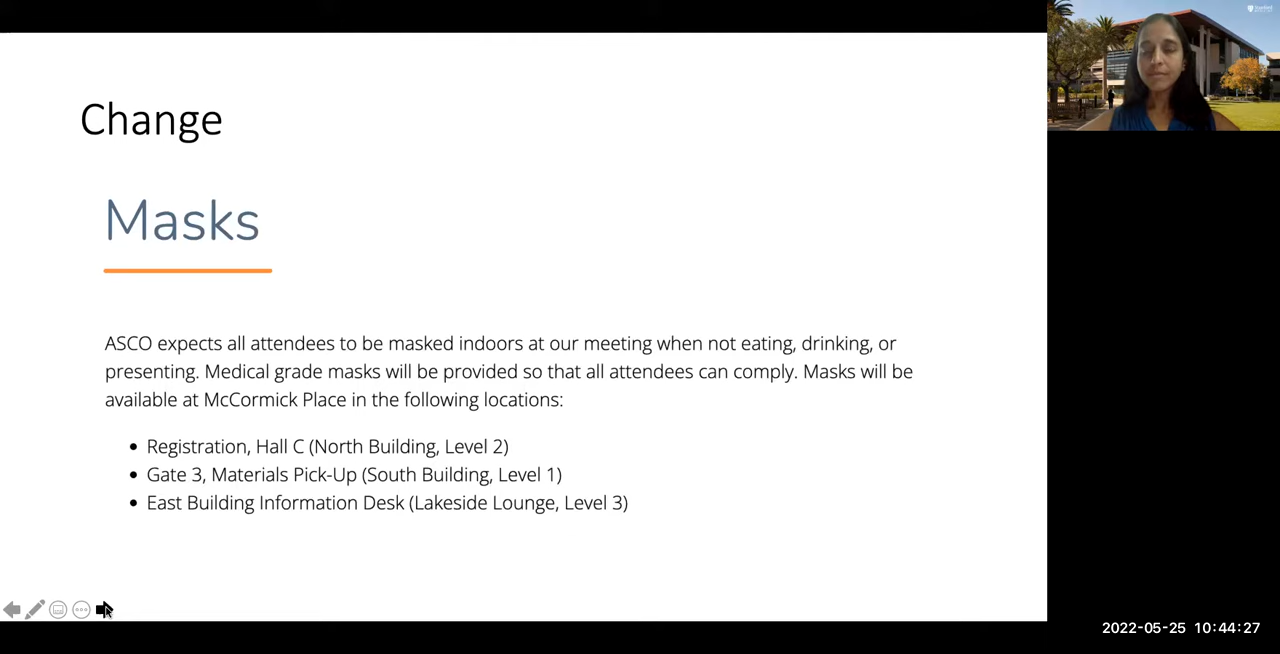 Change
Masks
ASCO expects all attendees to be masked indoors at our meeting when not eating, drinking, or
presenting. Medical grade masks will be provided so that all attendees can comply. Masks will be
available at McCormick Place in the following locations:
• Registration, Hall C (North Building, Level 2)
• Gate 3, Materials Pick-Up (South Building, Level 1)
• East Building Information Desk (Lakeside Lounge, Level 3)
2022-05-25 10:44:27